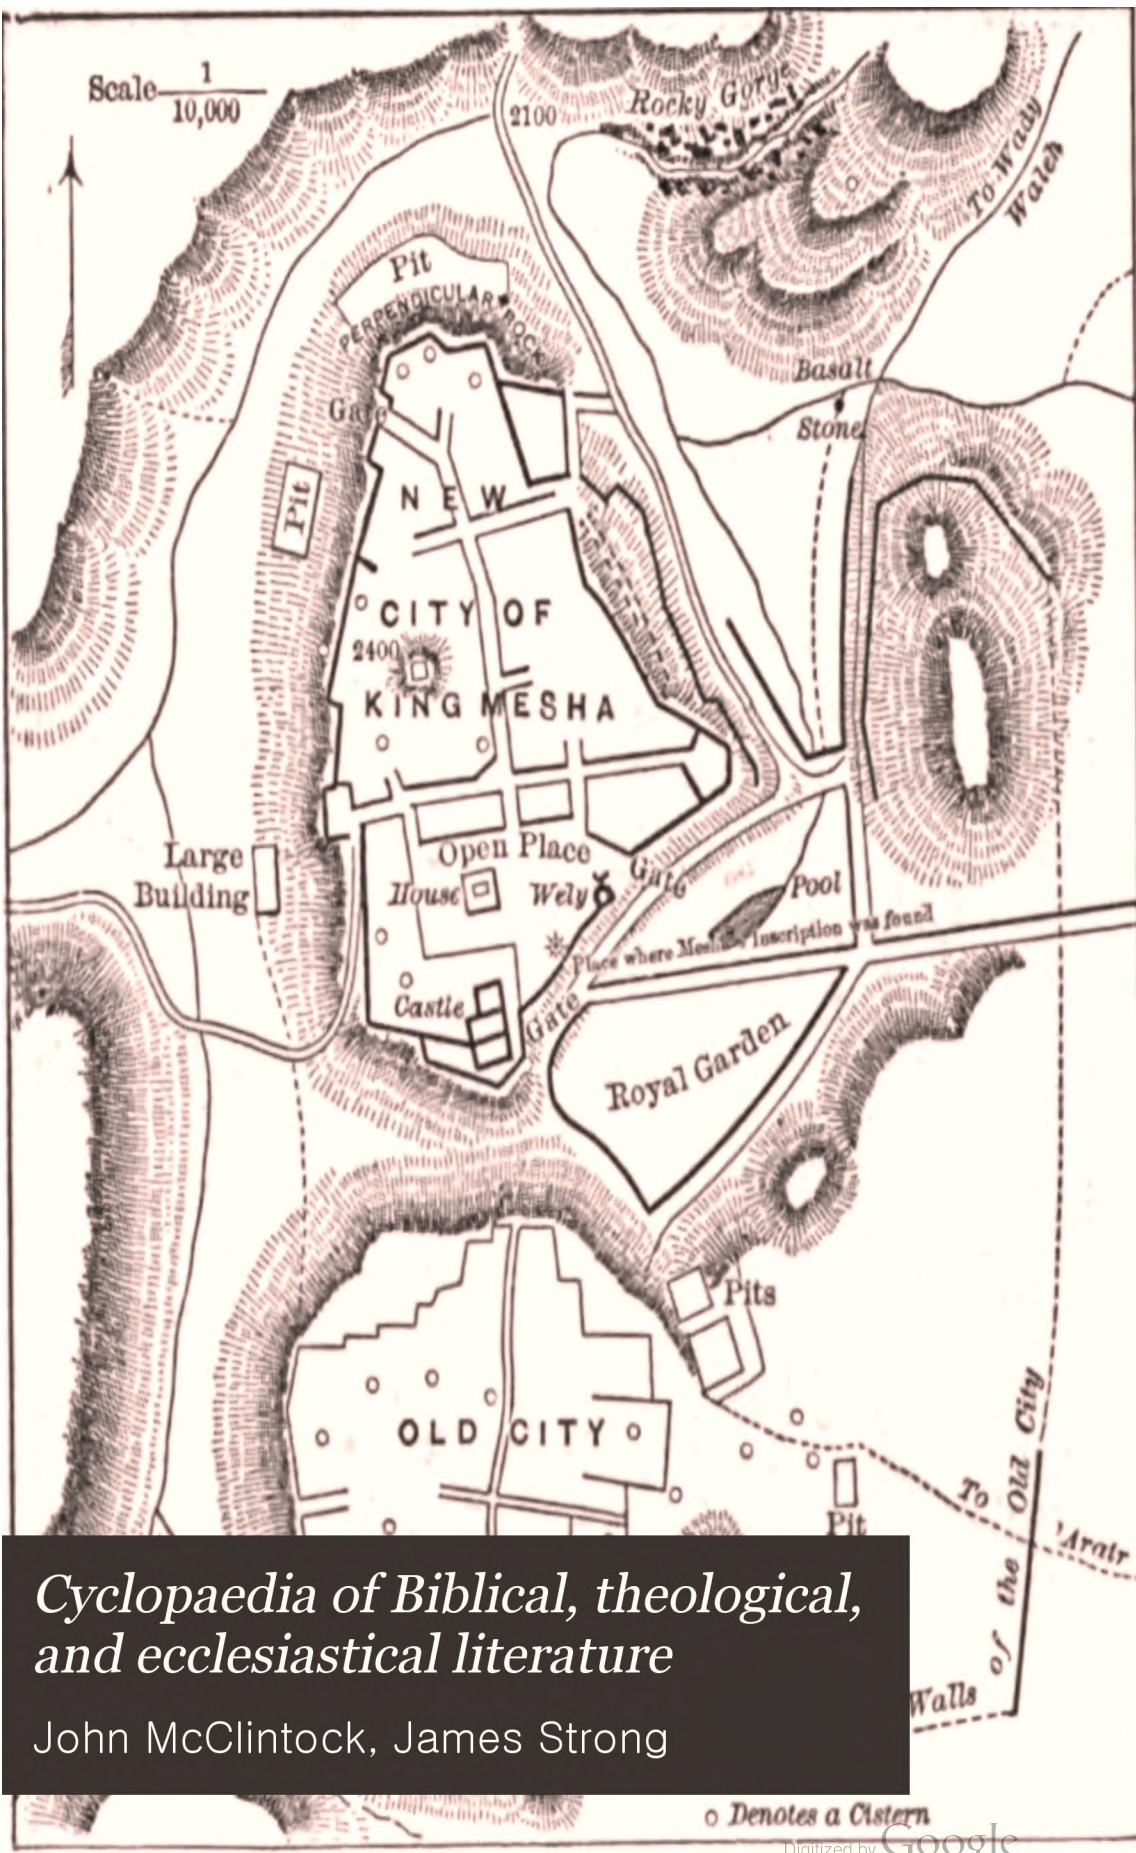 Scale 1
10,000
2100
Rocky Gorge
To Wady
Waleh
Pit
PERPENDICULAR ROCK
Basalt
Stone
Gate
Pit
NEW
CITY OF
2400
KING MESHA
Large
Building
Open Place
House
Wely
Gate
Pool
Place where Mesha's Inscription was found
Castle
Gate
Royal Garden
Pits
OLD CITY
Pit
To 'Arair
Walls of the Old City
Cyclopaedia of Biblical, theological,
and ecclesiastical literature
John McClintock, James Strong
o Denotes a Cistern
Digitized by Google